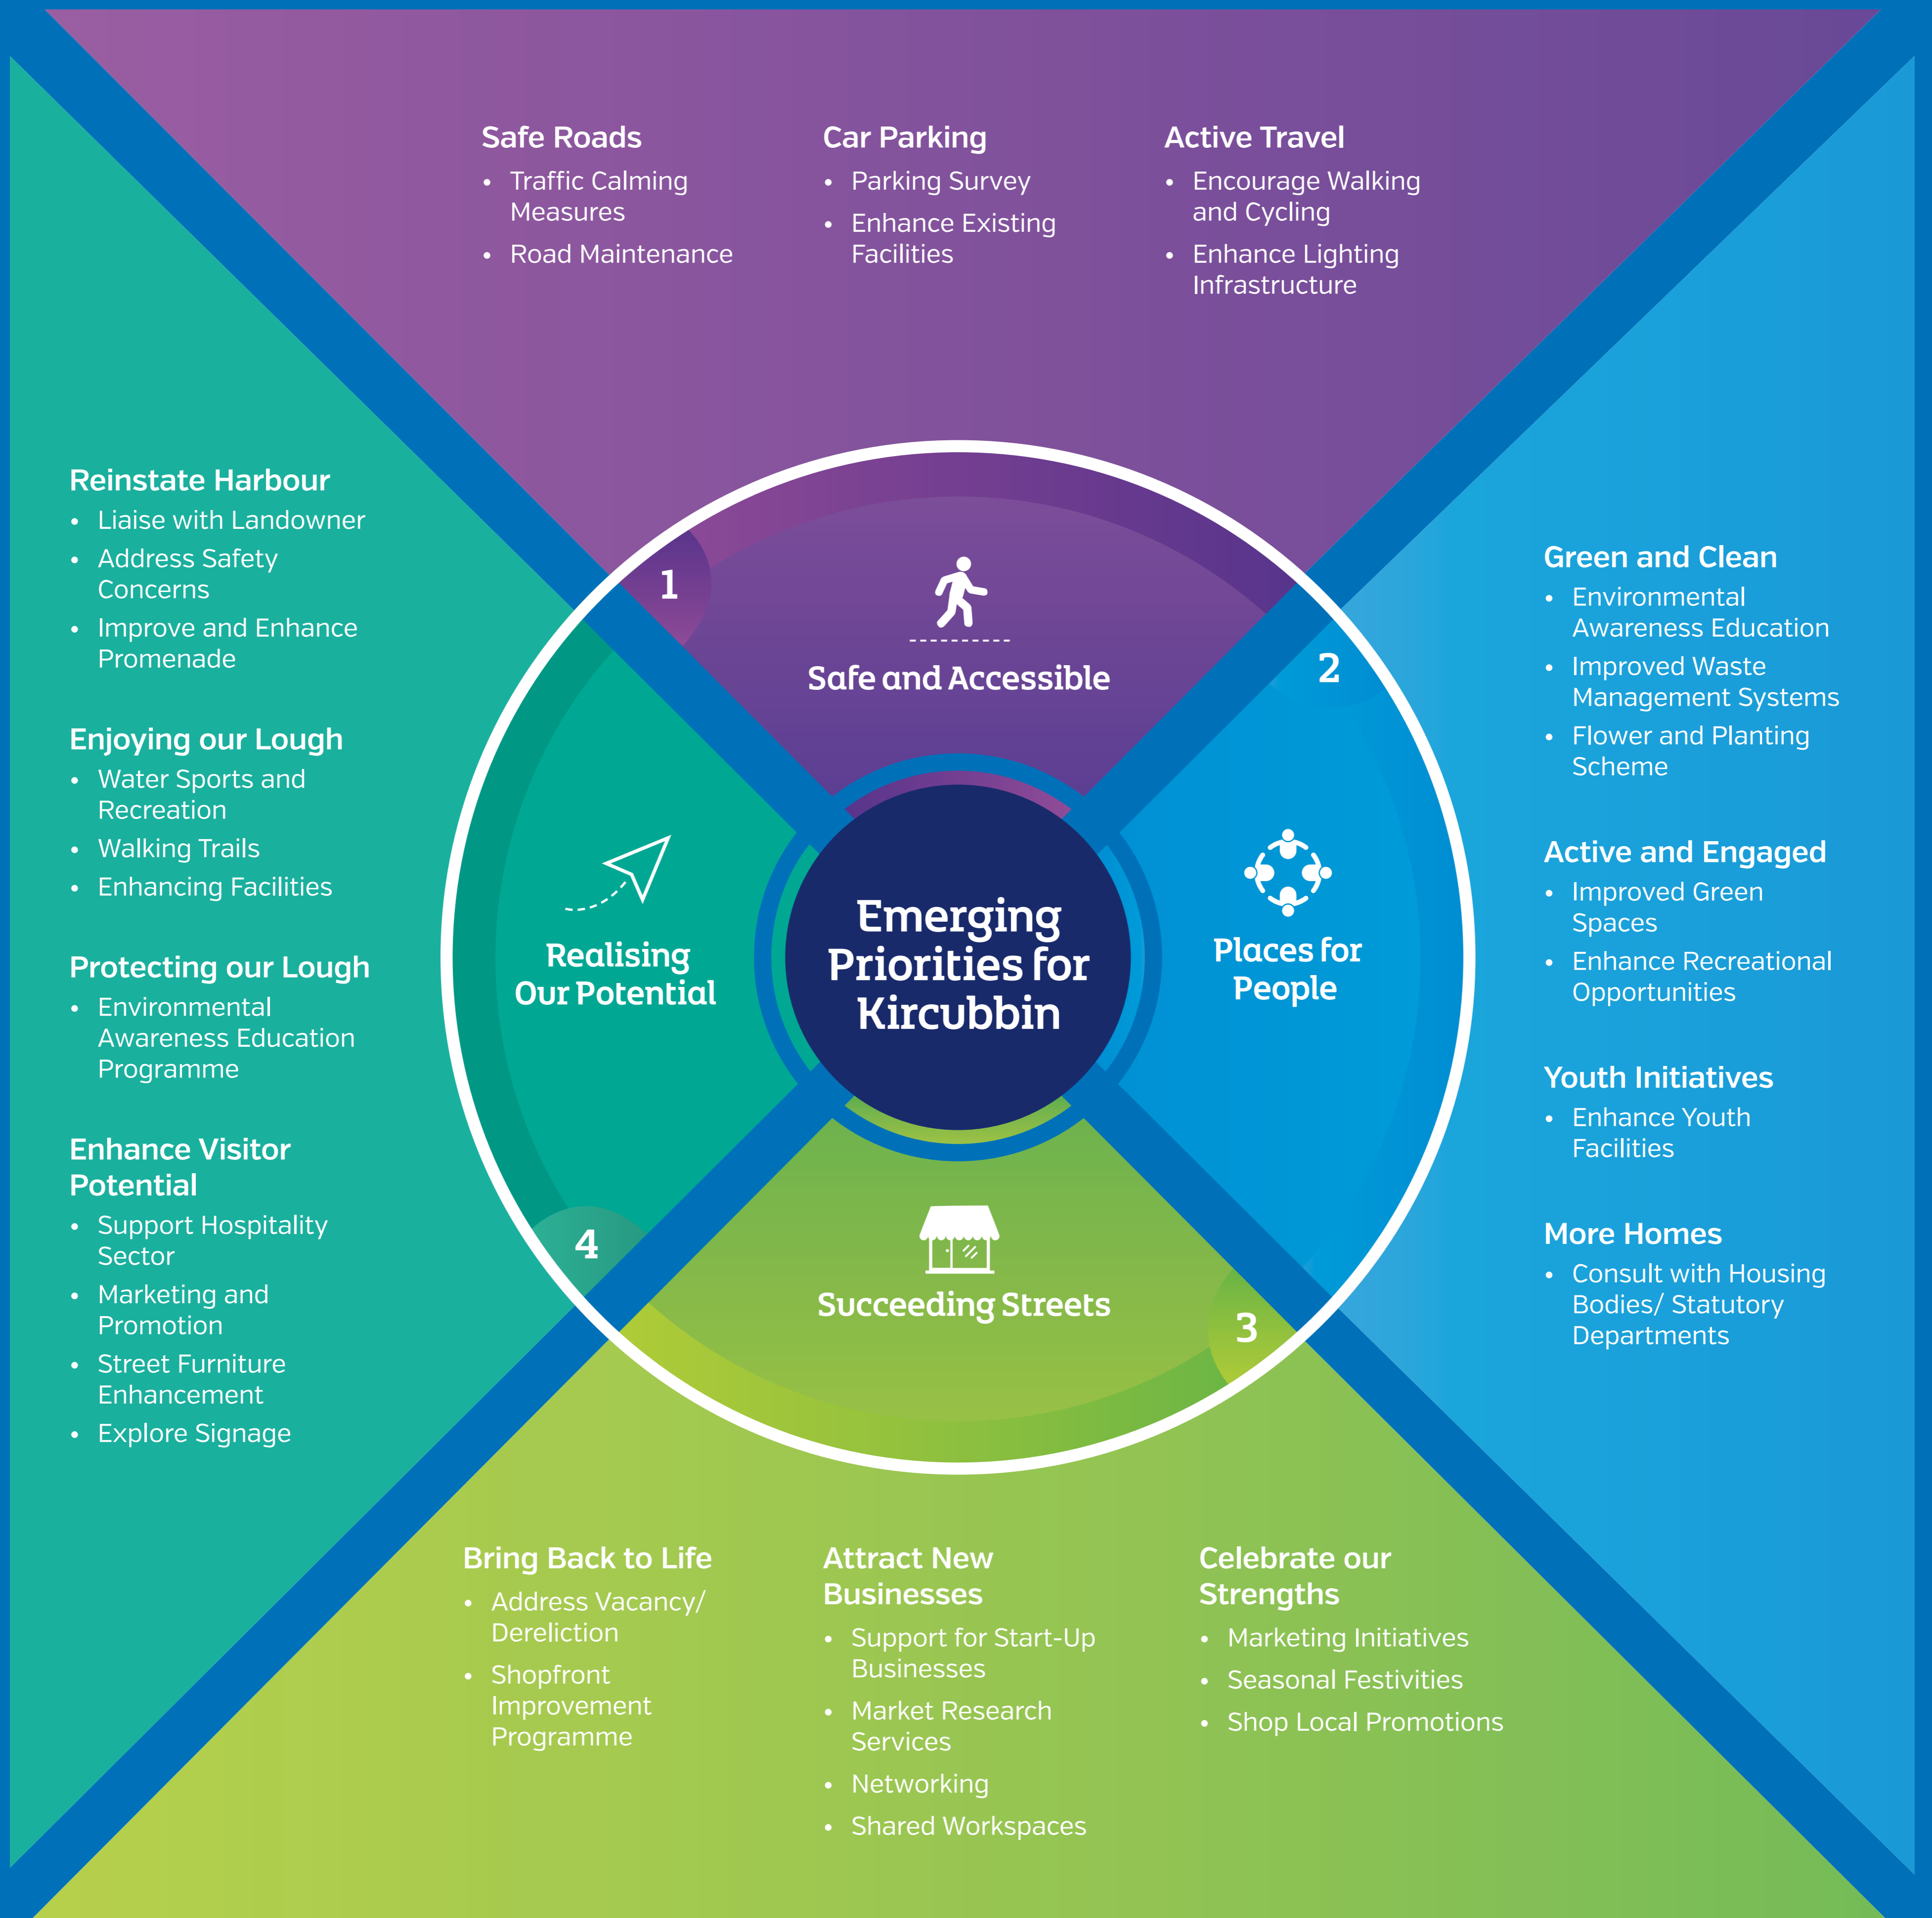 Safe Roads
• Traffic Calming
Measures
• Road Maintenance
Car Parking
• Parking Survey
• Enhance Existing
Facilities
Active Travel
• Encourage Walking
and Cycling
• Enhance Lighting
Infrastructure
1
Safe and Accessible
2
Places for
People
Green and Clean
• Environmental
Awareness Education
• Improved Waste
Management Systems
• Flower and Planting
Scheme
Active and Engaged
• Improved Green
Spaces
• Enhance Recreational
Opportunities
Youth Initiatives
• Enhance Youth
Facilities
More Homes
• Consult with Housing
Bodies/ Statutory
Departments
Emerging
Priorities for
Kircubbin
3
Succeeding Streets
Bring Back to Life
• Address Vacancy/
Dereliction
• Shopfront
Improvement
Programme
Attract New
Businesses
• Support for Start-Up
Businesses
• Market Research
Services
• Networking
• Shared Workspaces
Celebrate our
Strengths
• Marketing Initiatives
• Seasonal Festivities
• Shop Local Promotions
4
Realising
Our Potential
Reinstate Harbour
• Liaise with Landowner
• Address Safety
Concerns
• Improve and Enhance
Promenade
Enjoying our Lough
• Water Sports and
Recreation
• Walking Trails
• Enhancing Facilities
Protecting our Lough
• Environmental
Awareness Education
Programme
Enhance Visitor
Potential
• Support Hospitality
Sector
• Marketing and
Promotion
• Street Furniture
Enhancement
• Explore Signage